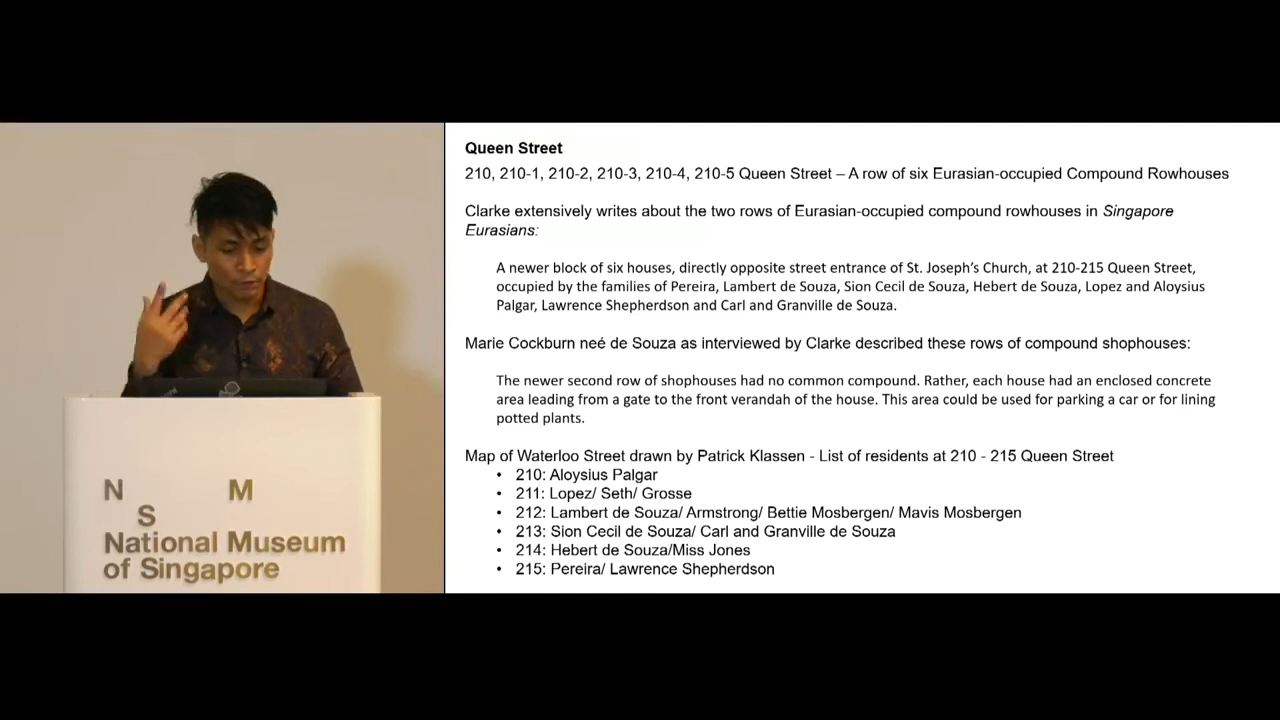 Queen Street
210, 210-1, 210-2, 210-3, 210-4, 210-5 Queen Street – A row of six Eurasian-occupied Compound Rowhouses
Clarke extensively writes about the two rows of Eurasian-occupied compound rowhouses in Singapore
Eurasians:
A newer block of six houses, directly opposite street entrance of St. Joseph's Church, at 210-215 Queen Street,
occupied by the families of Pereira, Lambert de Souza, Sion Cecil de Souza, Hebert de Souza, Lopez and Aloysius
Palgar, Lawrence Shepherdson and Carl and Granville de Souza.
Marie Cockburn neé de Souza as interviewed by Clarke described these rows of compound shophouses:
The newer second row of shophouses had no common compound. Rather, each house had an enclosed concrete
area leading from a gate to the front verandah of the house. This area could be used for parking a car or for lining
potted plants.
Map of Waterloo Street drawn by Patrick Klassen - List of residents at 210 - 215 Queen Street
• 210: Aloysius Palgar
• 211: Lopez/ Seth/ Grosse
• 212: Lambert de Souza/ Armstrong/ Bettie Mosbergen/ Mavis Mosbergen
• 213: Sion Cecil de Souza/ Carl and Granville de Souza
• 214: Hebert de Souza/Miss Jones
• 215: Pereira/ Lawrence Shepherdson
N M
S
National Museum
of Singapore